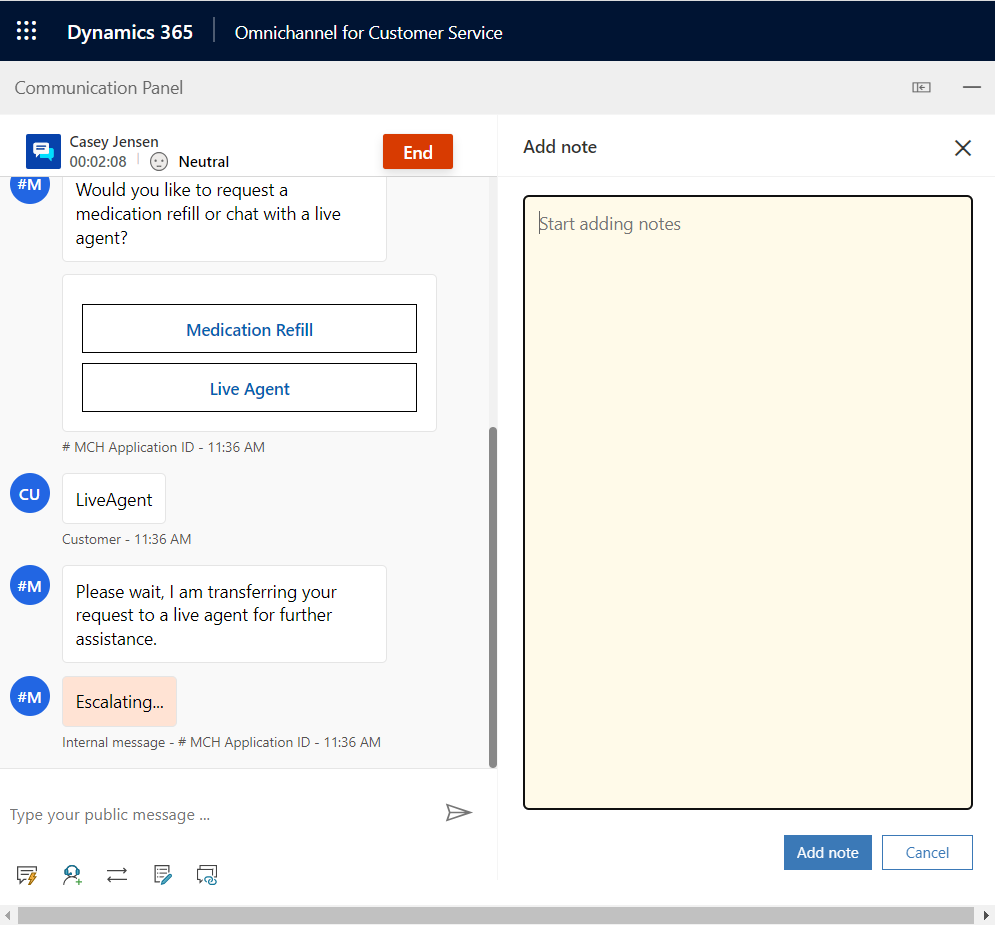 Dynamics 365
Omnichannel for Customer Service
Communication Panel
Casey Jensen
00:02:08
Neutral
End
#M
Would you like to request a
medication refill or chat with a live
agent?
Medication Refill
Live Agent
# MCH Application ID - 11:36 AM
CU
LiveAgent
Customer - 11:36 AM
#M
Please wait, I am transferring your
request to a live agent for further
assistance.
#M
Escalating...
Internal message - # MCH Application ID - 11:36 AM
Type your public message ...
Add note
Start adding notes
Add note
Cancel